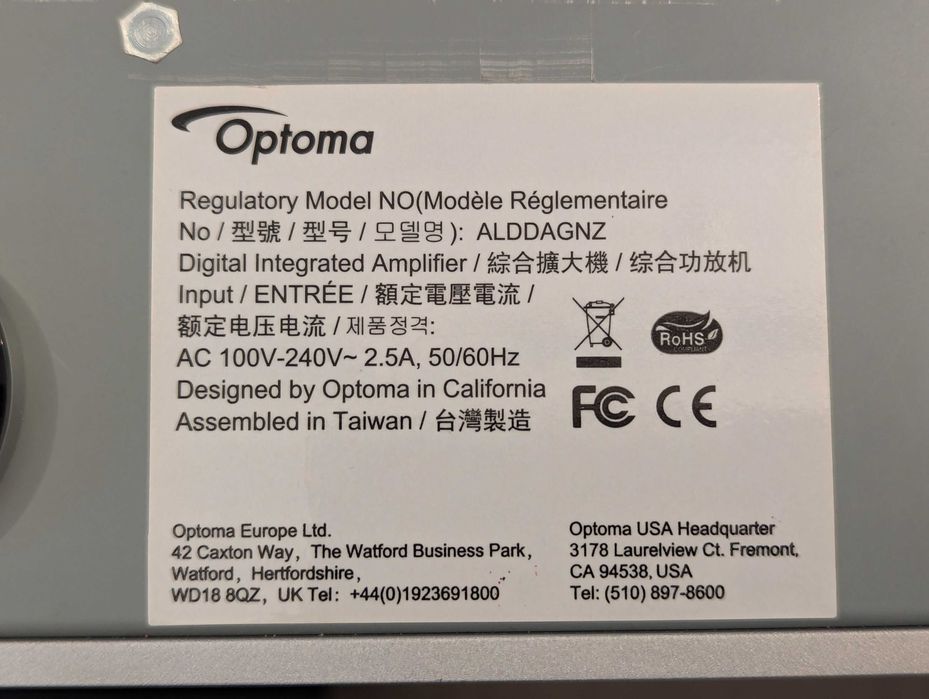 Optoma
Regulatory Model NO(Modèle Réglementaire
No / 型號 / 型号 / 모델명 ): ALDDAGNZ
Digital Integrated Amplifier / 綜合擴大機 / 综合功放机
Input / ENTRÉE / 額定電壓電流 /
额定电压电流 / 제품정격:
AC 100V-240V~ 2.5A, 50/60Hz
Designed by Optoma in California
Assembled in Taiwan / 台灣製造
RoHS
COMPLIANT
FC CE
Optoma Europe Ltd.
42 Caxton Way, The Watford Business Park,
Watford, Hertfordshire,
WD18 8QZ, UK Tel: +44(0)1923691800
Optoma USA Headquarter
3178 Laurelview Ct. Fremont,
CA 94538, USA
Tel: (510) 897-8600